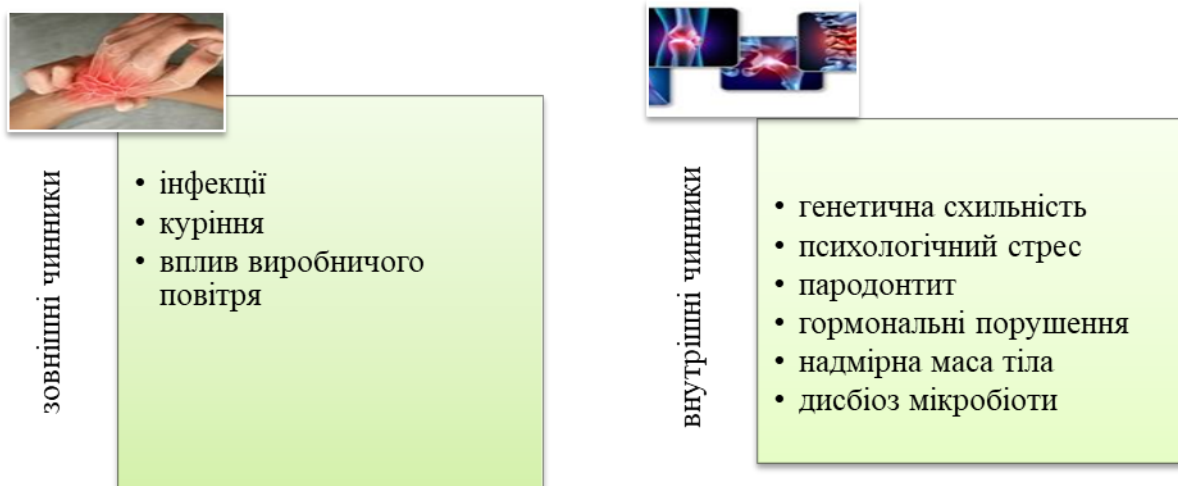 зовнішні чинники
• інфекції
• куріння
• вплив виробничого
повітря
внутрішні чинники
• генетична схильність
• психологічний стрес
• пародонтит
• гормональні порушення
• надмірна маса тіла
• дисбіоз мікробіоти